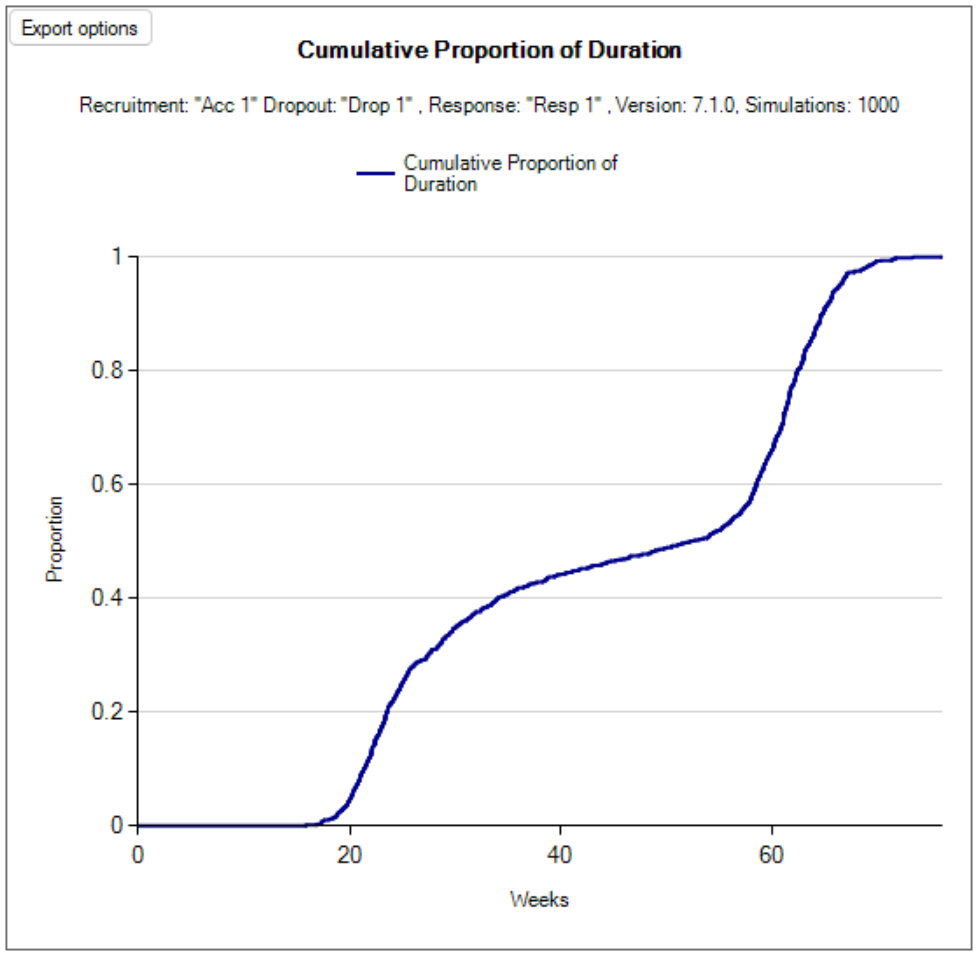 Export options
Cumulative Proportion of Duration
Recruitment: "Acc 1" Dropout: "Drop 1" , Response: "Resp 1" , Version: 7.1.0, Simulations: 1000
Cumulative Proportion of
Duration
1
0.8
0.6
0.4
0.2
0
Proportion
0 20 40 60
Weeks